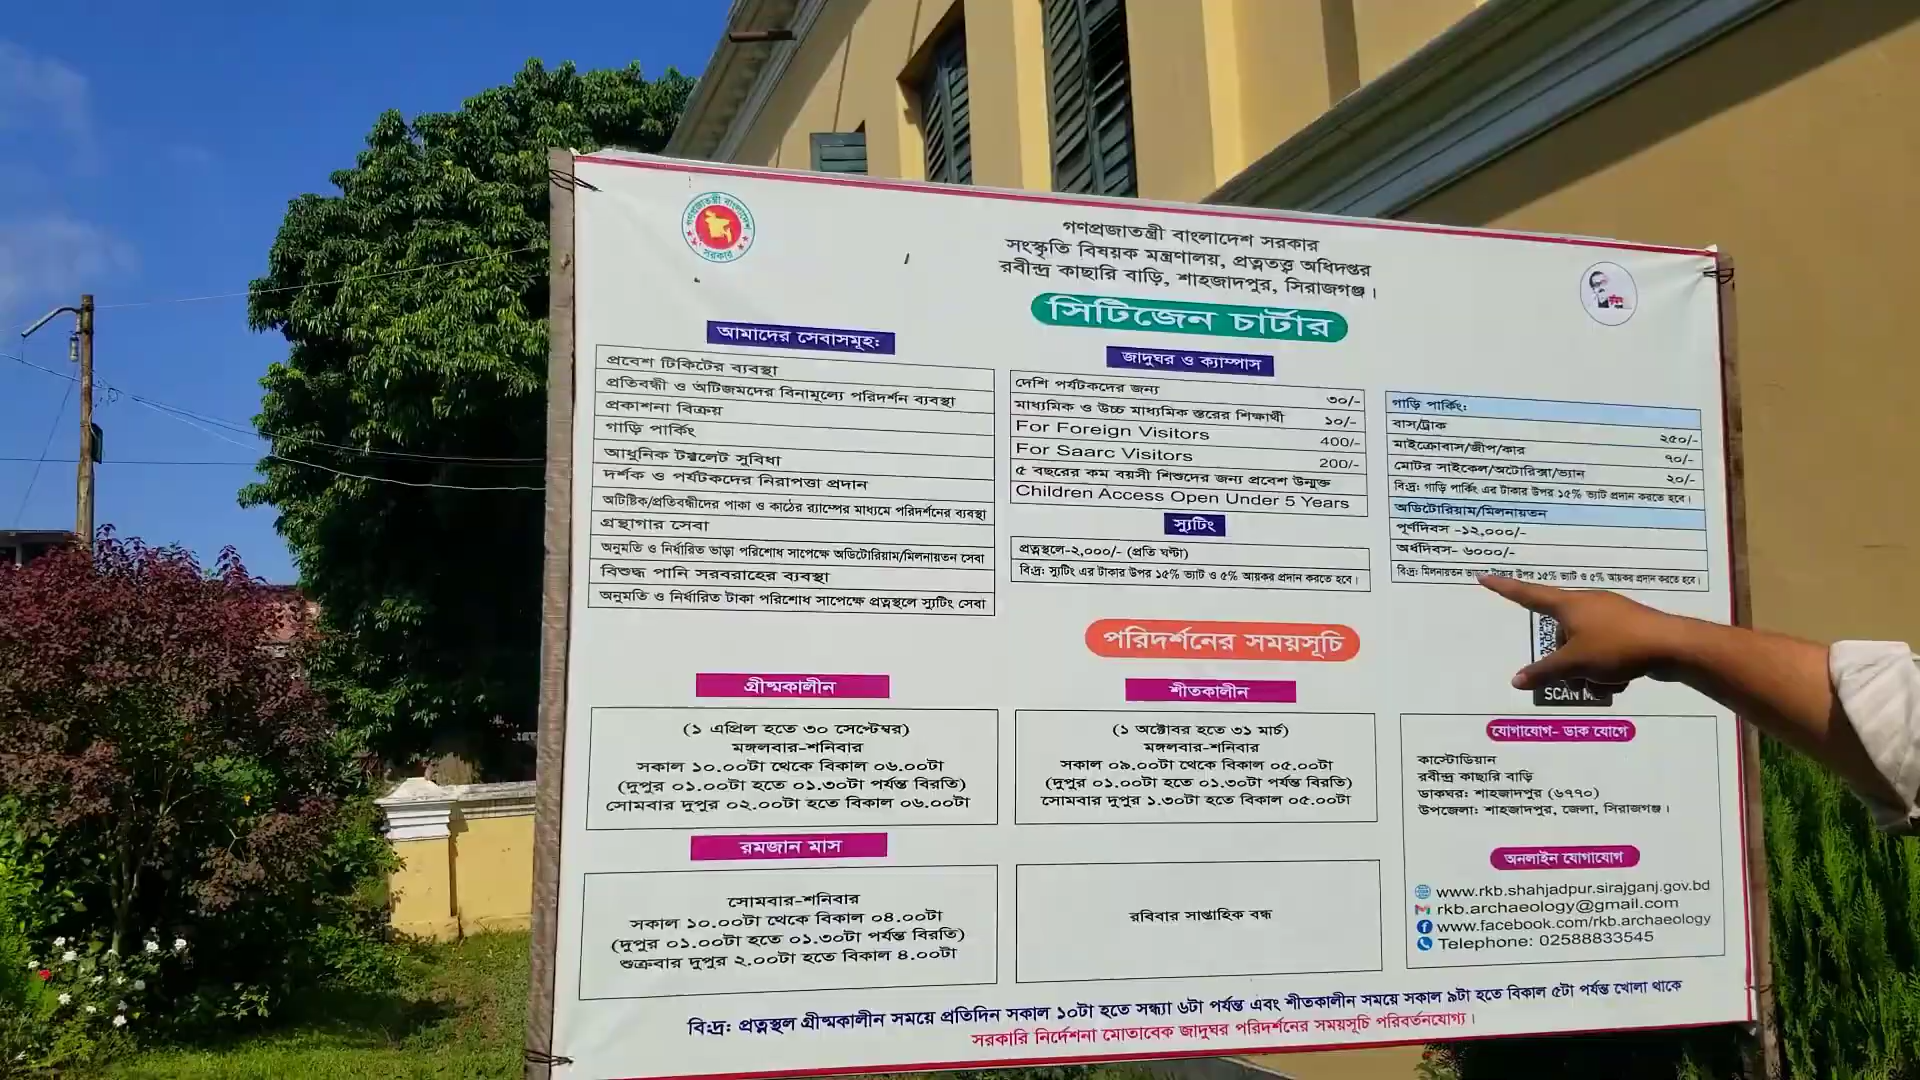 গণপ্রজাতন্ত্রী বাংলাদেশ সরকার
সংস্কৃতি বিষয়ক মন্ত্রণালয়, প্রত্নতত্ত্ব অধিদপ্তর
রবীন্দ্র কাছারি বাড়ি, শাহজাদপুর, সিরাজগঞ্জ।
সিটিজেন চার্টার
আমাদের সেবাসমূহ:
প্রবেশ টিকিটের ব্যবস্থা
প্রতিবন্ধী ও অটিজমদের বিনামূল্যে পরিদর্শন ব্যবস্থা
প্রকাশনা বিক্রয়
গাড়ি পার্কিং
আধুনিক টয়লেট সুবিধা
দর্শক ও পর্যটকদের নিরাপত্তা প্রদান
অটিষ্টিক/প্রতিবন্ধীদের পাকা ও কাঠের র‍্যাম্পের মাধ্যমে পরিদর্শনের ব্যবস্থা
গ্রন্থাগার সেবা
অনুমতি ও নির্ধারিত ভাড়া পরিশোধ সাপেক্ষে অডিটোরিয়াম/মিলনায়তন সেবা
বিশুদ্ধ পানি সরবরাহের ব্যবস্থা
অনুমতি ও নির্ধারিত টাকা পরিশোধ সাপেক্ষে প্রত্নস্থলে স্যুটিং সেবা
জাদুঘর ও ক্যাম্পাস
দেশি পর্যটকদের জন্য ৩০/-
মাধ্যমিক ও উচ্চ মাধ্যমিক স্তরের শিক্ষার্থী ১০/-
For Foreign Visitors 400/-
For Saarc Visitors 200/-
৫ বছরের কম বয়সী শিশুদের জন্য প্রবেশ উন্মুক্ত
Children Access Open Under 5 Years
স্যুটিং
প্রত্নস্থলে-২,০০০/- (প্রতি ঘন্টা)
বি:দ্র: স্যুটিং এর টাকার উপর ১৫% ভ্যাট ও ৫% আয়কর প্রদান করতে হবে।
গাড়ি পার্কিং:
বাস/ট্রাক ২৫০/-
মাইক্রোবাস/জীপ/কার ৭০/-
মোটর সাইকেল/অটোরিক্সা/ভ্যান ২০/-
বি:দ্র: গাড়ি পার্কিং এর টাকার উপর ১৫% ভ্যাট প্রদান করতে হবে।
অডিটোরিয়াম/মিলনায়তন
পূর্ণদিবস -১২,০০০/-
অর্ধদিবস- ৬০০০/-
বি:দ্র: মিলনায়তন ভাড়ার টাকার উপর ১৫% ভ্যাট ও ৫% আয়কর প্রদান করতে হবে।
SCAN ME
পরিদর্শনের সময়সূচি
গ্রীষ্মকালীন
(১ এপ্রিল হতে ৩০ সেপ্টেম্বর)
মঙ্গলবার-শনিবার
সকাল ১০.০০টা থেকে বিকাল ০৬.০০টা
(দুপুর ০১.০০টা হতে ০১.৩০টা পর্যন্ত বিরতি)
সোমবার দুপুর ০২.০০টা হতে বিকাল ০৬.০০টা
শীতকালীন
(১ অক্টোবর হতে ৩১ মার্চ)
মঙ্গলবার-শনিবার
সকাল ০৯.০০টা থেকে বিকাল ০৫.০০টা
(দুপুর ০১.০০টা হতে ০১.৩০টা পর্যন্ত বিরতি)
সোমবার দুপুর ১.৩০টা হতে বিকাল ০৫.০০টা
রমজান মাস
সোমবার-শনিবার
সকাল ১০.০০টা থেকে বিকাল ০৪.০০টা
(দুপুর ০১.০০টা হতে ০১.৩০টা পর্যন্ত বিরতি)
শুক্রবার দুপুর ২.০০টা হতে বিকাল ৪.০০টা
রবিবার সাপ্তাহিক বন্ধ
যোগাযোগ- ডাক যোগে
কাস্টোডিয়ান
রবীন্দ্র কাছারি বাড়ি
ডাকঘর: শাহজাদপুর (৬৭৭০)
উপজেলা: শাহজাদপুর, জেলা, সিরাজগঞ্জ।
অনলাইন যোগাযোগ
www.rkb.shahjadpur.sirajganj.gov.bd
rkb.archaeology@gmail.com
www.facebook.com/rkb.archaeology
Telephone: 02588833545
বি:দ্র: প্রত্নস্থল গ্রীষ্মকালীন সময়ে প্রতিদিন সকাল ১০টা হতে সন্ধ্যা ৬টা পর্যন্ত এবং শীতকালীন সময়ে সকাল ৯টা হতে বিকাল ৫টা পর্যন্ত খোলা থাকে
সরকারি নির্দেশনা মোতাবেক জাদুঘর পরিদর্শনের সময়সূচি পরিবর্তনযোগ্য।